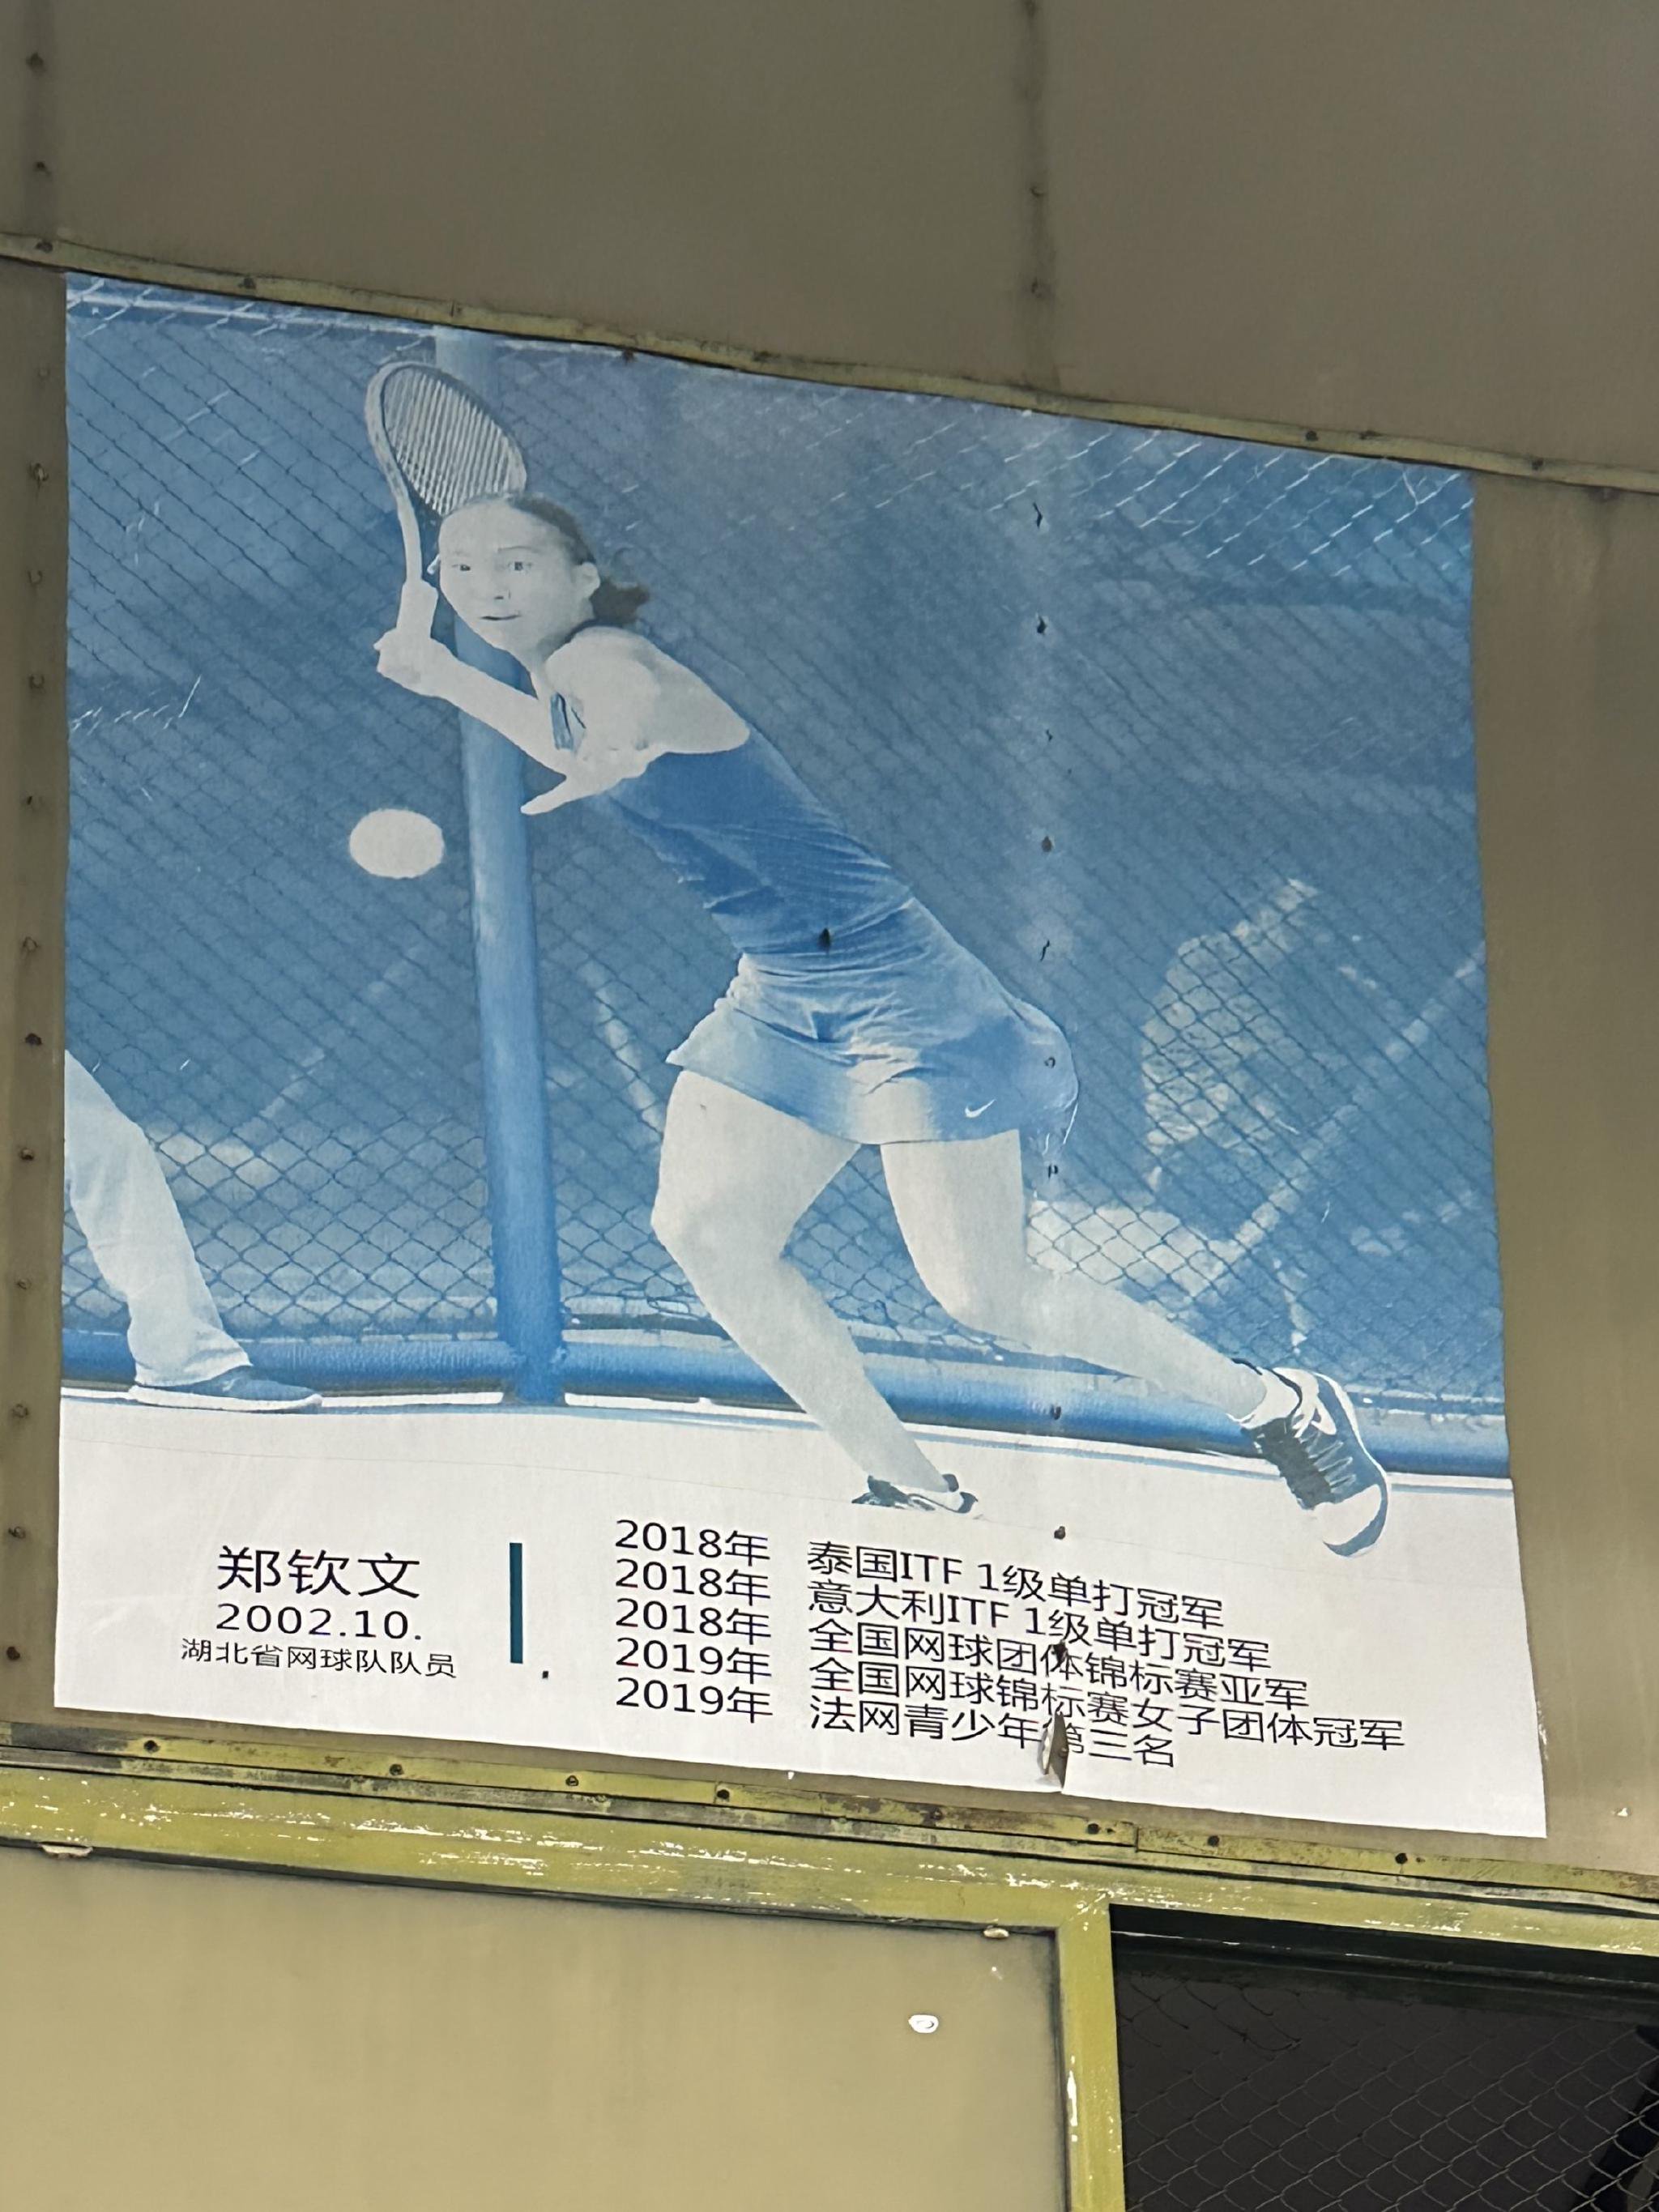 郑钦文
2002.10.
湖北省网球队队员
2018年 泰国ITF 1级单打冠军
2018年 意大利ITF 1级单打冠军
2018年 全国网球团体锦标赛亚军
2019年 全国网球锦标赛女子团体冠军
2019年 法网青少年第三名